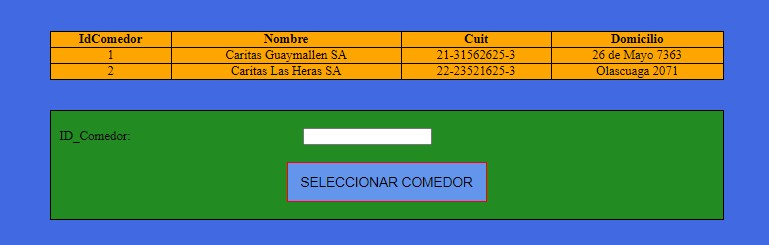 IdComedor Nombre Cuit Domicilio
1 Caritas Guaymallen SA 21-31562625-3 26 de Mayo 7363
2 Caritas Las Heras SA 22-23521625-3 Olascuaga 2071
ID_Comedor:
SELECCIONAR COMEDOR